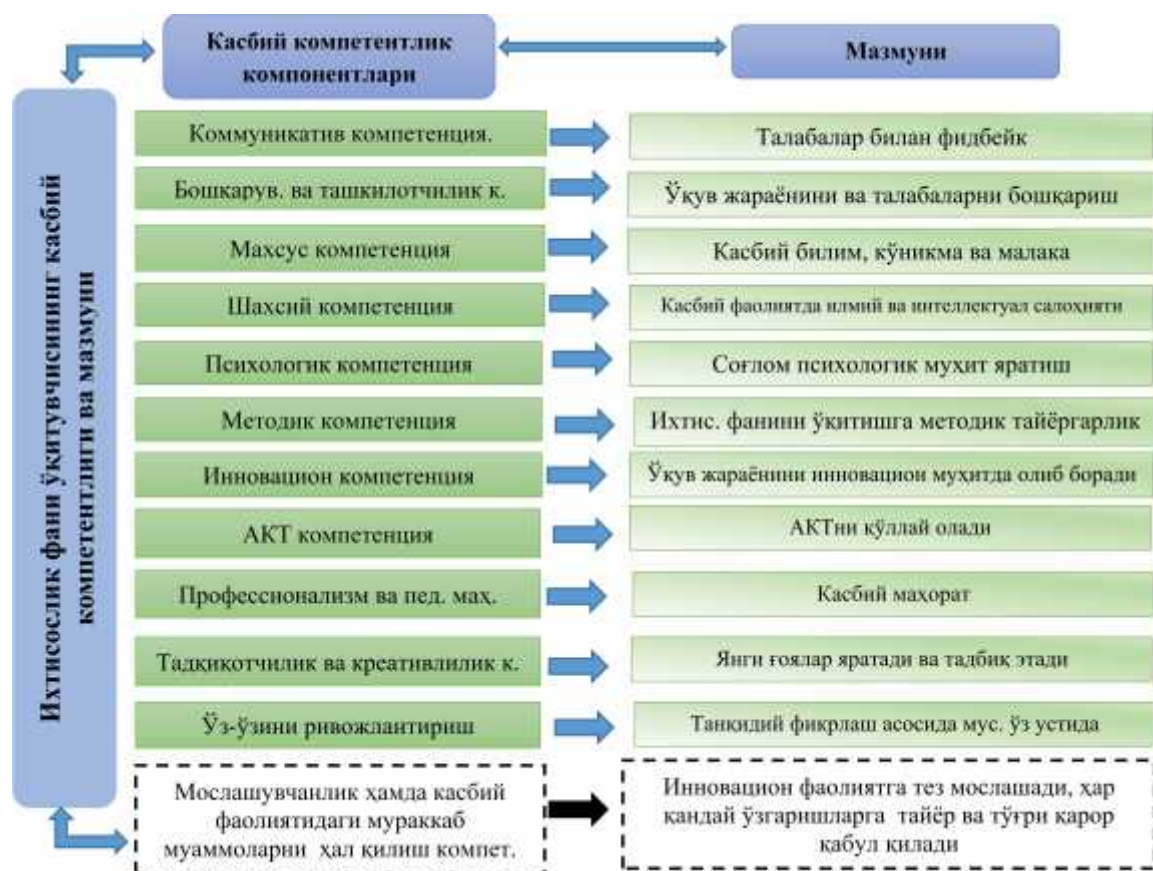 Касбий компетентлик
компонентлари
Мазмуни
Ихтисослик фани ўқитувчисининг касбий
компетентлиги ва мазмуни
Коммуникатив компетенция.
Талабалар билан фидбейк
Бошқарув. ва ташкилотчилик к.
Ўқув жараёнини ва талабаларни бошқариш
Махсус компетенция
Касбий билим, кўникма ва малака
Шахсий компетенция
Касбий фаолиятда илмий ва интеллектуал салоҳияти
Психологик компетенция
Соғлом психологик муҳит яратиш
Методик компетенция
Ихтис. фанини ўқитишга методик тайёргарлик
Инновацион компетенция
Ўқув жараёнини инновацион муҳитда олиб боради
АКТ компетенция
АКТни қўллай олади
Профессионализм ва пед. маҳ.
Касбий маҳорат
Тадқиқотчилик ва креативлилик к.
Янги ғоялар яратади ва тадбиқ этади
Ўз-ўзини ривожлантириш
Танқидий фикрлаш асосида мус. ўз устида
Мослашувчанлик ҳамда касбий
фаолиятидаги мураккаб
муаммоларни ҳал қилиш компет.
Инновацион фаолиятга тез мослашади, ҳар
қандай ўзгаришларга тайёр ва тўғри қарор
қабул қилади